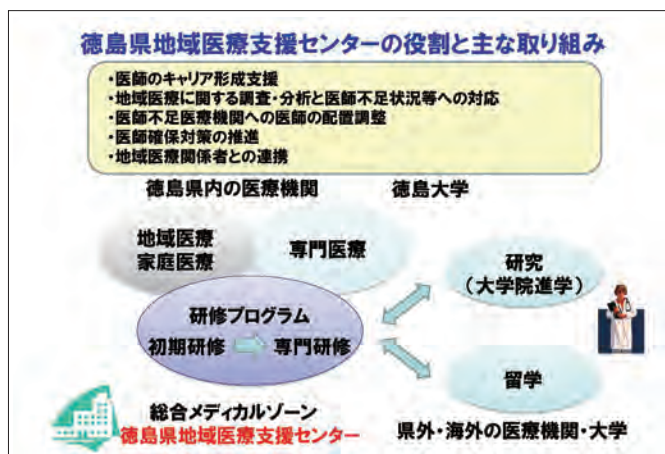 徳島県地域医療支援センターの役割と主な取り組み
・医師のキャリア形成支援
・地域医療に関する調査・分析と医師不足状況等への対応
・医師不足医療機関への医師の配置調整
・医師確保対策の推進
・地域医療関係者との連携
徳島県内の医療機関
徳島大学
地域医療
家庭医療
専門医療
研究
（大学院進学）
研修プログラム
初期研修
専門研修
留学
総合メディカルゾーン
徳島県地域医療支援センター
県外・海外の医療機関・大学